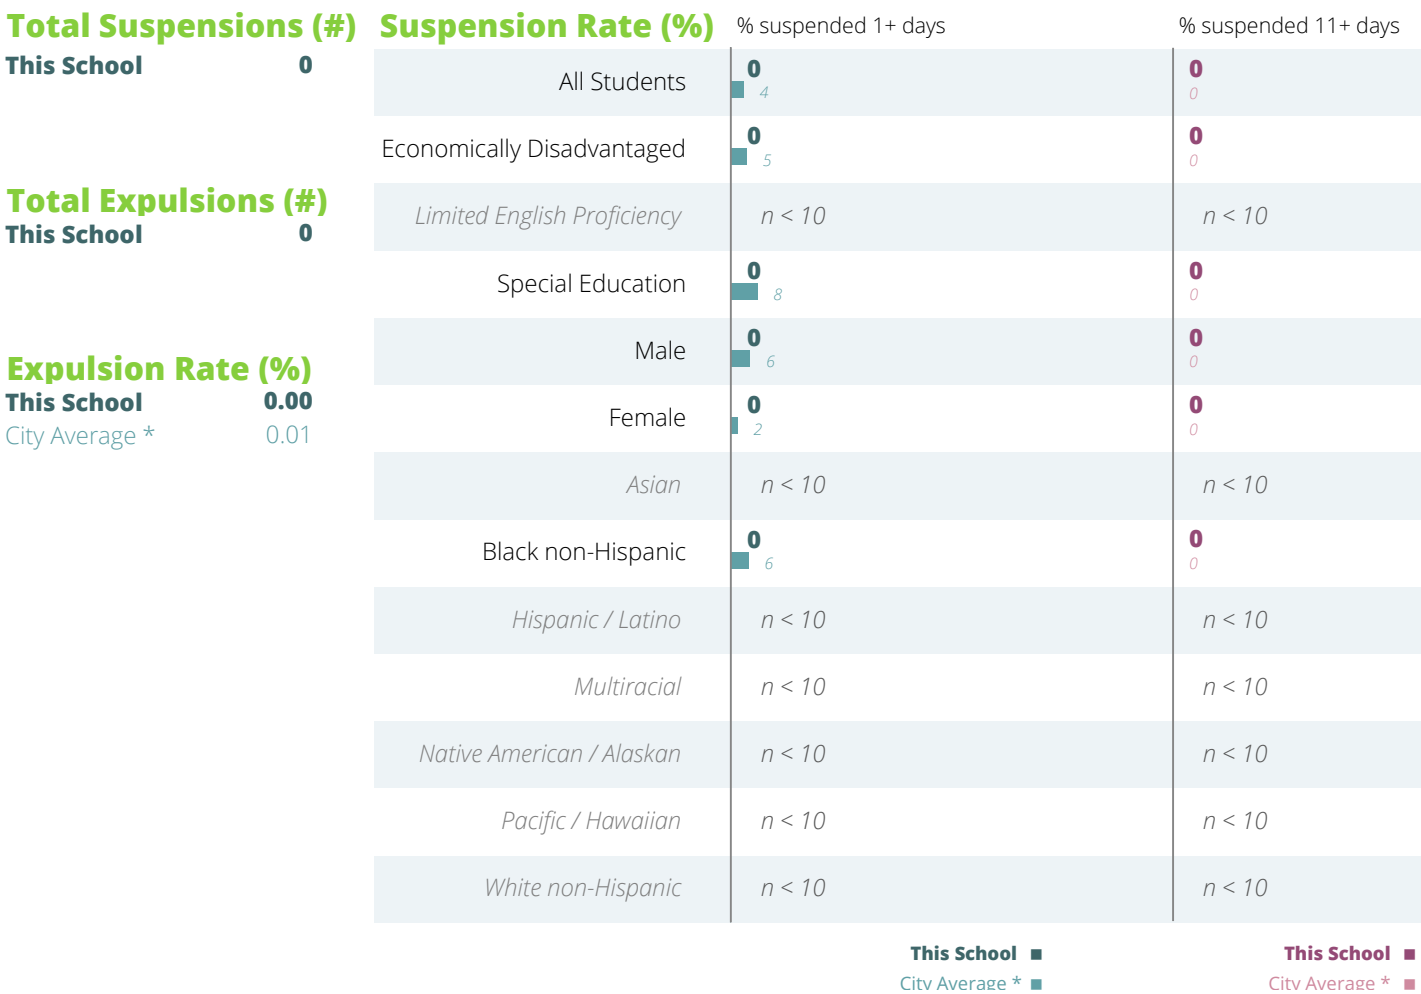 Total Suspensions (#)
This School 0
Total Expulsions (#)
This School 0
Expulsion Rate (%)
This School 0.00
City Average * 0.01
Suspension Rate (%) % suspended 1+ days % suspended 11+ days
All Students 0 0
4 0
Economically Disadvantaged 0 0
5 0
Limited English Proficiency n < 10 n < 10
Special Education 0 0
8 0
Male 0 0
6 0
Female 0 0
2 0
Asian n < 10 n < 10
Black non-Hispanic 0 0
6 0
Hispanic / Latino n < 10 n < 10
Multiracial n < 10 n < 10
Native American / Alaskan n < 10 n < 10
Pacific / Hawaiian n < 10 n < 10
White non-Hispanic n < 10 n < 10
This School This School
City Average * City Average *